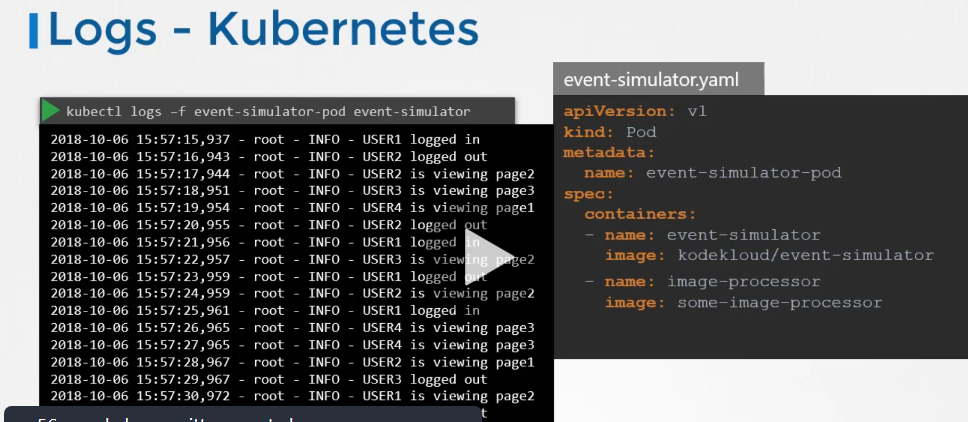 Logs - Kubernetes
kubectl logs -f event-simulator-pod event-simulator
2018-10-06 15:57:15,937 - root - INFO - USER1 logged in
2018-10-06 15:57:16,943 - root - INFO - USER2 logged out
2018-10-06 15:57:17,944 - root - INFO - USER2 is viewing page2
2018-10-06 15:57:18,951 - root - INFO - USER3 is viewing page3
2018-10-06 15:57:19,954 - root - INFO - USER4 is viewing page1
2018-10-06 15:57:20,955 - root - INFO - USER2 logged out
2018-10-06 15:57:21,956 - root - INFO - USER1 logged in
2018-10-06 15:57:22,957 - root - INFO - USER3 is viewing page2
2018-10-06 15:57:23,959 - root - INFO - USER1 logged out
2018-10-06 15:57:24,959 - root - INFO - USER2 is viewing page2
2018-10-06 15:57:25,961 - root - INFO - USER1 logged in
2018-10-06 15:57:26,965 - root - INFO - USER4 is viewing page3
2018-10-06 15:57:27,965 - root - INFO - USER4 is viewing page3
2018-10-06 15:57:28,967 - root - INFO - USER2 is viewing page1
2018-10-06 15:57:29,967 - root - INFO - USER3 logged out
2018-10-06 15:57:30,972 - root - INFO - USER1 is viewing page2
event-simulator.yaml
apiVersion: v1
kind: Pod
metadata:
  name: event-simulator-pod
spec:
  containers:
  - name: event-simulator
    image: kodekloud/event-simulator
  - name: image-processor
    image: some-image-processor